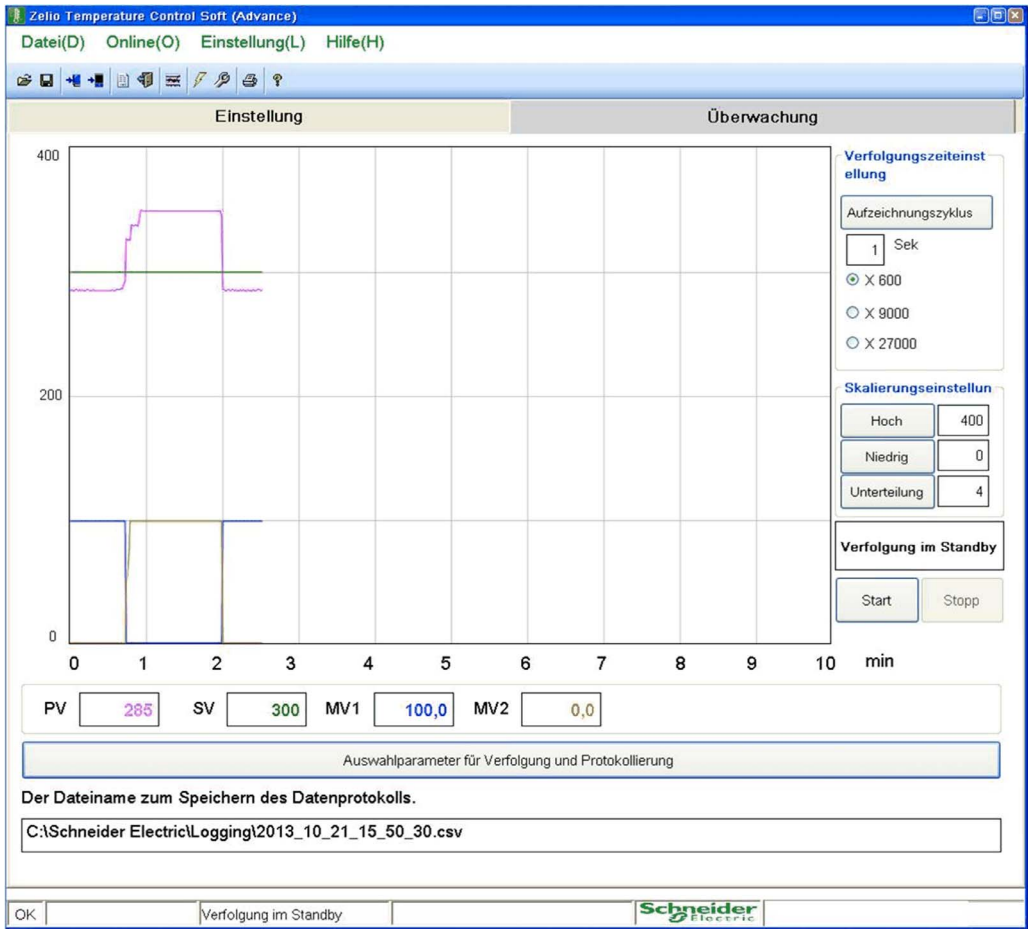 Zelio Temperature Control Soft (Advance)
Datei(D) Online(O) Einstellung(L) Hilfe(H)
Einstellung Überwachung
400
200
0
0 1 2 3 4 5 6 7 8 9 10 min
Verfolgungszeiteinst
ellung
Aufzeichnungszyklus
1 Sek
X 600
X 9000
X 27000
Skalierungseinstellun
Hoch 400
Niedrig 0
Unterteilung 4
Verfolgung im Standby
Start Stopp
PV 285 SV 300 MV1 100,0 MV2 0,0
Auswahlparameter für Verfolgung und Protokollierung
Der Dateiname zum Speichern des Datenprotokolls.
C:\Schneider Electric\Logging\2013_10_21_15_50_30.csv
OK Verfolgung im Standby Schneider
Electric